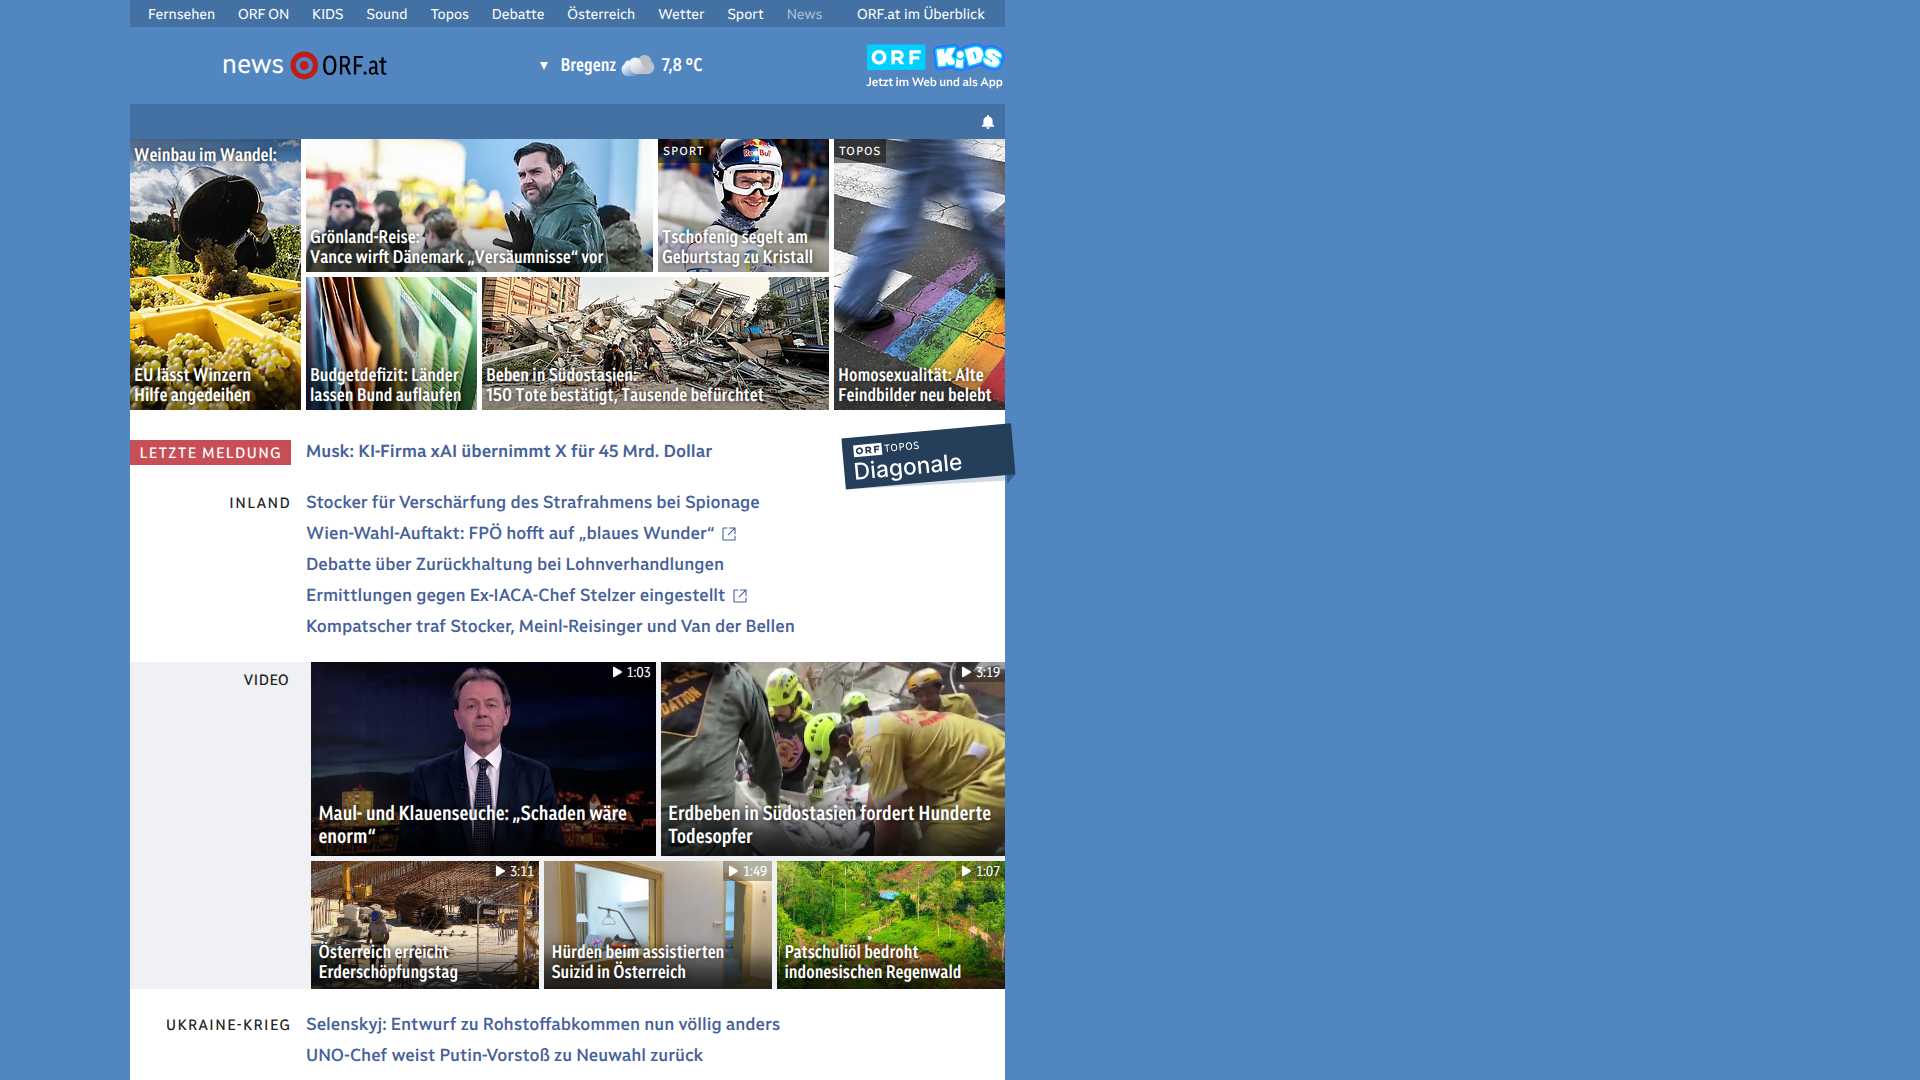 Fernsehen ORF ON KIDS Sound Topos Debatte Österreich Wetter Sport News ORF.at im Überblick
news ORF.at
Bregenz 7,8 °C
ORF KiDS
Jetzt im Web und als App
Weinbau im Wandel:
EU lässt Winzern
Hilfe angedeihen
Grönland-Reise:
Vance wirft Dänemark „Versäumnisse“ vor
SPORT
Red Bull
Tschofenig segelt am
Geburtstag zu Kristall
TOPOS
Homosexualität: Alte
Feindbilder neu belebt
Budgetdefizit: Länder
lassen Bund auflaufen
Beben in Südostasien:
150 Tote bestätigt, Tausende befürchtet
LETZTE MELDUNG
Musk: KI-Firma xAI übernimmt X für 45 Mrd. Dollar
ORF TOPOS
Diagonale
INLAND
Stocker für Verschärfung des Strafrahmens bei Spionage
Wien-Wahl-Auftakt: FPÖ hofft auf „blaues Wunder“
Debatte über Zurückhaltung bei Lohnverhandlungen
Ermittlungen gegen Ex-IACA-Chef Stelzer eingestellt
Kompatscher traf Stocker, Meinl-Reisinger und Van der Bellen
VIDEO
1:03
Maul- und Klauenseuche: „Schaden wäre
enorm“
3:19
Erdbeben in Südostasien fordert Hunderte
Todesopfer
3:11
Österreich erreicht
Erderschöpfungstag
1:49
Hürden beim assistierten
Suizid in Österreich
1:07
Patschuliöl bedroht
indonesischen Regenwald
UKRAINE-KRIEG
Selenskyj: Entwurf zu Rohstoffabkommen nun völlig anders
UNO-Chef weist Putin-Vorstoß zu Neuwahl zurück